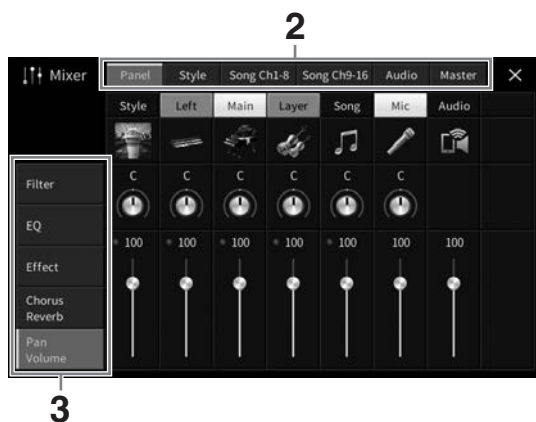 2
Mixer
Panel Style Song Ch1-8 Song Ch9-16 Audio Master ×
Style Left Main Layer Song Mic Audio
C C C C C C
100 100 100 100 100 100 100
Filter
EQ
Effect
Chorus
Reverb
Pan
Volume
3